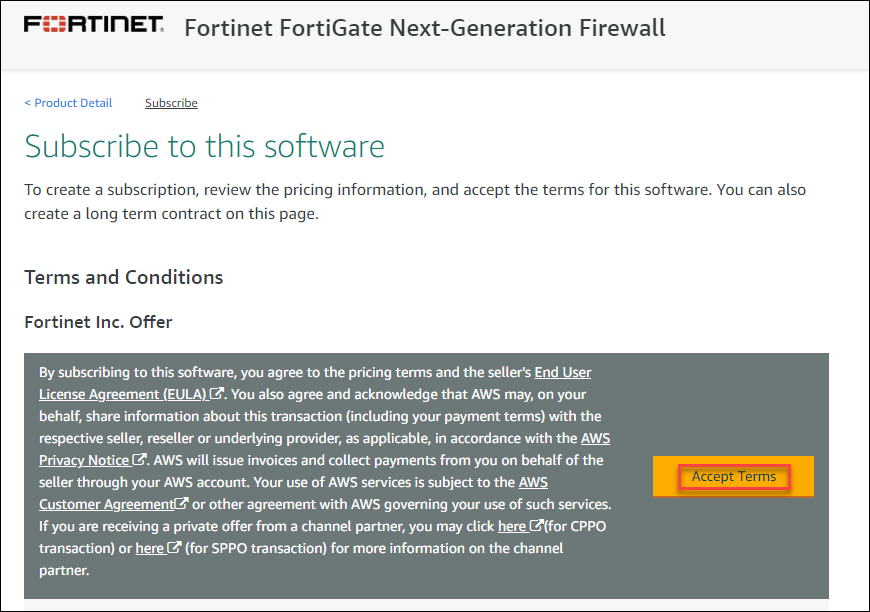 FORTINET. Fortinet FortiGate Next-Generation Firewall
< Product Detail Subscribe
Subscribe to this software
To create a subscription, review the pricing information, and accept the terms for this software. You can also
create a long term contract on this page.
Terms and Conditions
Fortinet Inc. Offer
By subscribing to this software, you agree to the pricing terms and the seller's End User
License Agreement (EULA). You also agree and acknowledge that AWS may, on your
behalf, share information about this transaction (including your payment terms) with the
respective seller, reseller or underlying provider, as applicable, in accordance with the AWS
Privacy Notice. AWS will issue invoices and collect payments from you on behalf of the
seller through your AWS account. Your use of AWS services is subject to the AWS
Customer Agreement or other agreement with AWS governing your use of such services.
If you are receiving a private offer from a channel partner, you may click here (for CPPO
transaction) or here (for SPPO transaction) for more information on the channel
partner.
Accept Terms